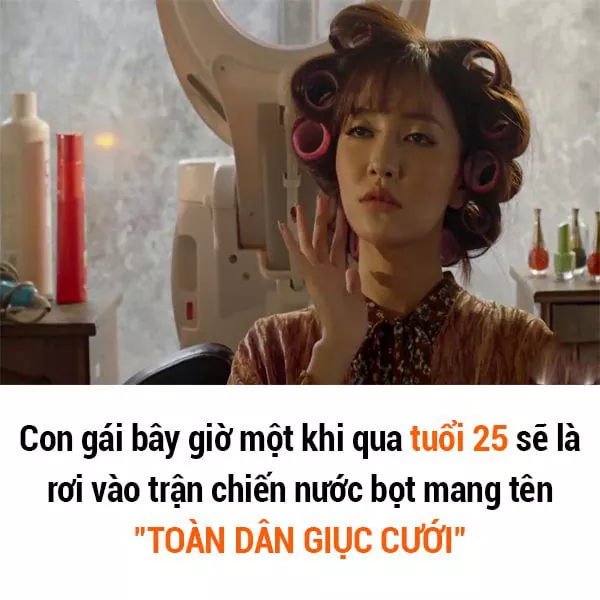 Con gái bây giờ một khi qua tuổi 25 sẽ là
rơi vào trận chiến nước bọt mang tên
"TOÀN DÂN GIỤC CƯỚI"